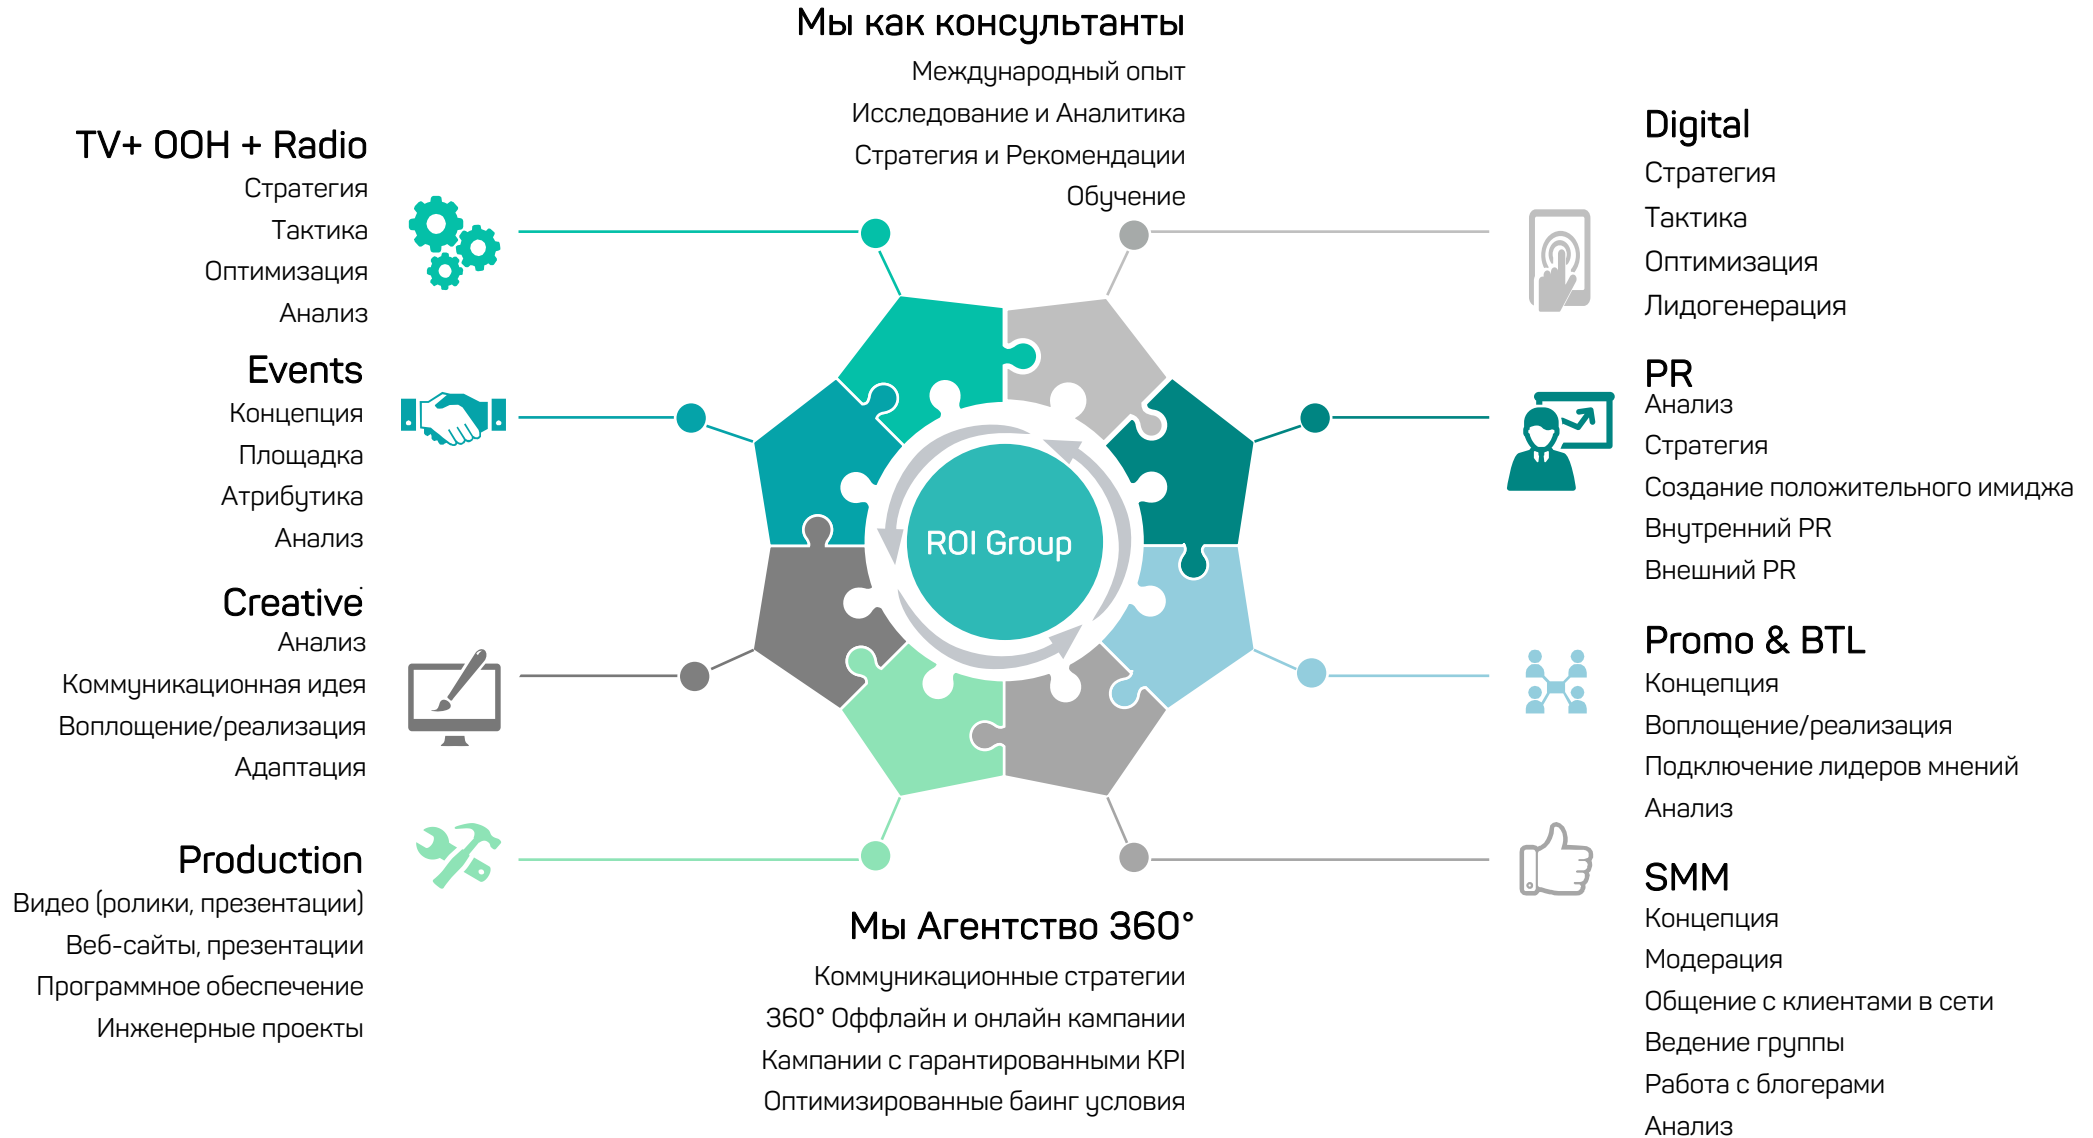 Мы как консультанты
Международный опыт
Исследование и Аналитика
Стратегия и Рекомендации
Обучение
TV+ OOH + Radio
Стратегия
Тактика
Оптимизация
Анализ
Events
Концепция
Площадка
Атрибутика
Анализ
Creative
Анализ
Коммуникационная идея
Воплощение/реализация
Адаптация
Production
Видео (ролики, презентации)
Веб-сайты, презентации
Программное обеспечение
Инженерные проекты
ROI Group
Digital
Стратегия
Тактика
Оптимизация
Лидогенерация
PR
Анализ
Стратегия
Создание положительного имиджа
Внутренний PR
Внешний PR
Promo & BTL
Концепция
Воплощение/реализация
Подключение лидеров мнений
Анализ
SMM
Концепция
Модерация
Общение с клиентами в сети
Ведение группы
Работа с блогерами
Анализ
Мы Агентство 360°
Коммуникационные стратегии
360° Оффлайн и онлайн кампании
Кампании с гарантированными KPI
Оптимизированные баинг условия